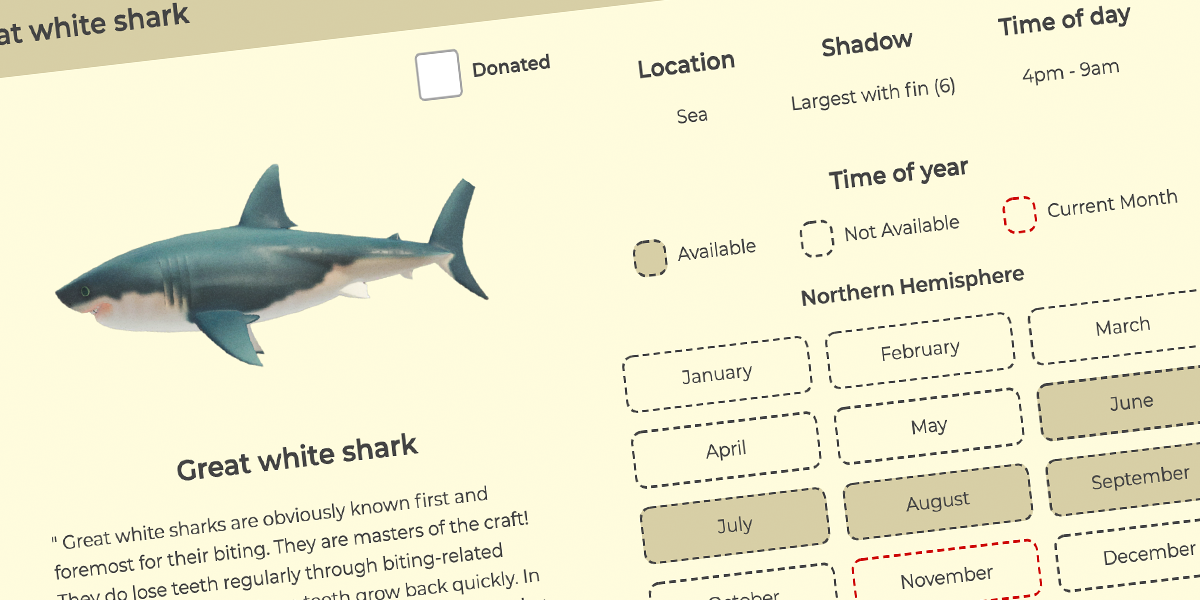 at white shark
Donated
Great white shark
" Great white sharks are obviously known first and
foremost for their biting. They are masters of the craft!
They do lose teeth regularly through biting-related
teeth grow back quickly. In
Location
Sea
Shadow
Largest with fin (6)
Time of day
4pm - 9am
Time of year
Available
Not Available
Current Month
Northern Hemisphere
January
February
March
April
May
June
July
August
September
October
November
December